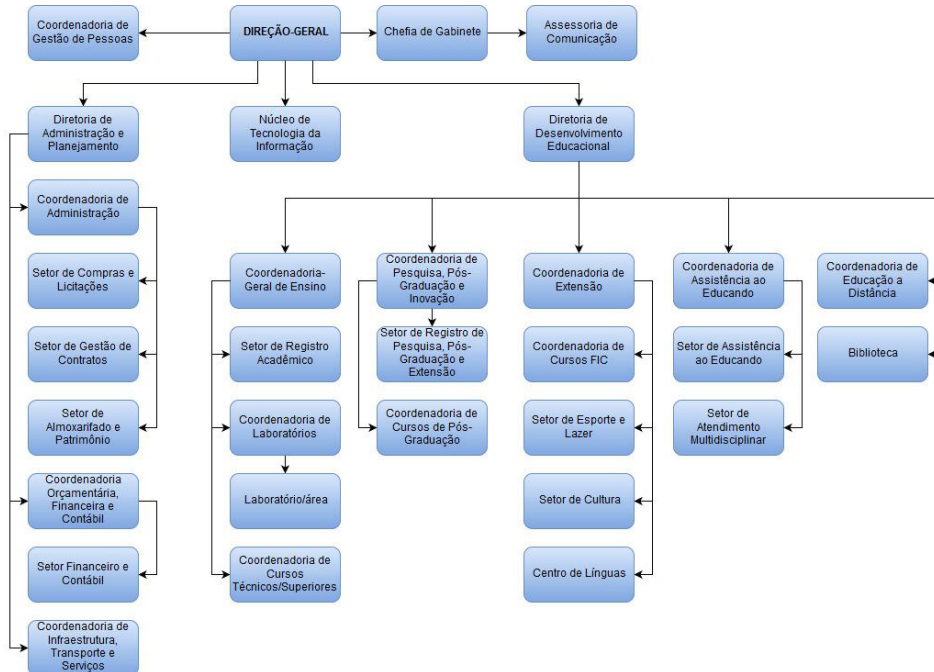 Coordenadoria de
Gestão de Pessoas
DIREÇÃO-GERAL
Chefia de Gabinete
Assessoria de
Comunicação
Diretoria de
Administração e
Planejamento
Núcleo de
Tecnologia da
Informação
Diretoria de
Desenvolvimento
Educacional
Coordenadoria de
Administração
Setor de Compras e
Licitações
Setor de Gestão de
Contratos
Setor de
Almoxarifado e
Patrimônio
Coordenadoria
Orçamentária,
Financeira e
Contábil
Setor Financeiro e
Contábil
Coordenadoria de
Infraestrutura,
Transporte e
Serviços
Coordenadoria-
Geral de Ensino
Setor de Registro
Acadêmico
Coordenadoria de
Laboratórios
Laboratório/área
Coordenadoria de
Cursos
Técnicos/Superiores
Coordenadoria de
Pesquisa, Pós-
Graduação e
Inovação
Setor de Registro de
Pesquisa, Pós-
Graduação e
Extensão
Coordenadoria de
Cursos de Pós-
Graduação
Coordenadoria de
Extensão
Coordenadoria de
Cursos FIC
Setor de Esporte e
Lazer
Setor de Cultura
Centro de Línguas
Coordenadoria de
Assistência ao
Educando
Setor de Assistência
ao Educando
Setor de
Atendimento
Multidisciplinar
Coordenadoria de
Educação a
Distância
Biblioteca